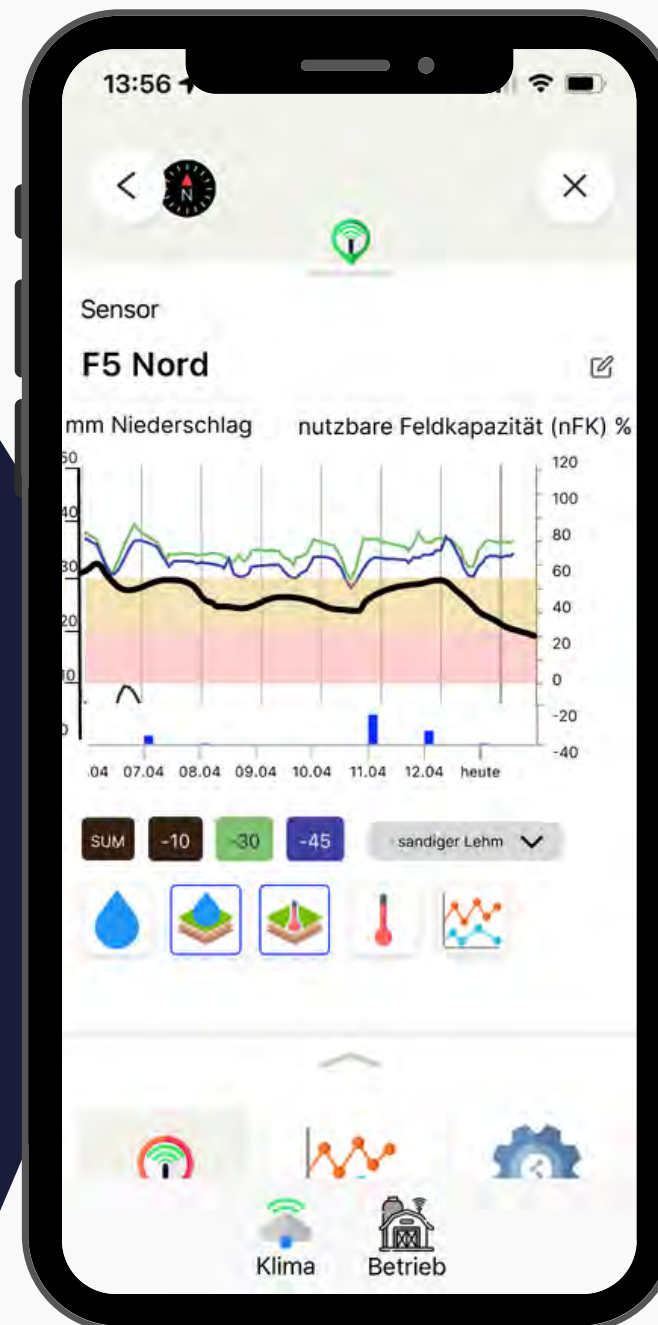 13:56
N
Sensor
F5 Nord
mm Niederschlag nutzbare Feldkapazität (nFK) %
50 120
100
40
80
30 60
40
20
20
10 0
-20
0
-40
.04 07.04 08.04 09.04 10.04 11.04 12.04 heute
SUM -10 -30 -45 sandiger Lehm
Klima Betrieb